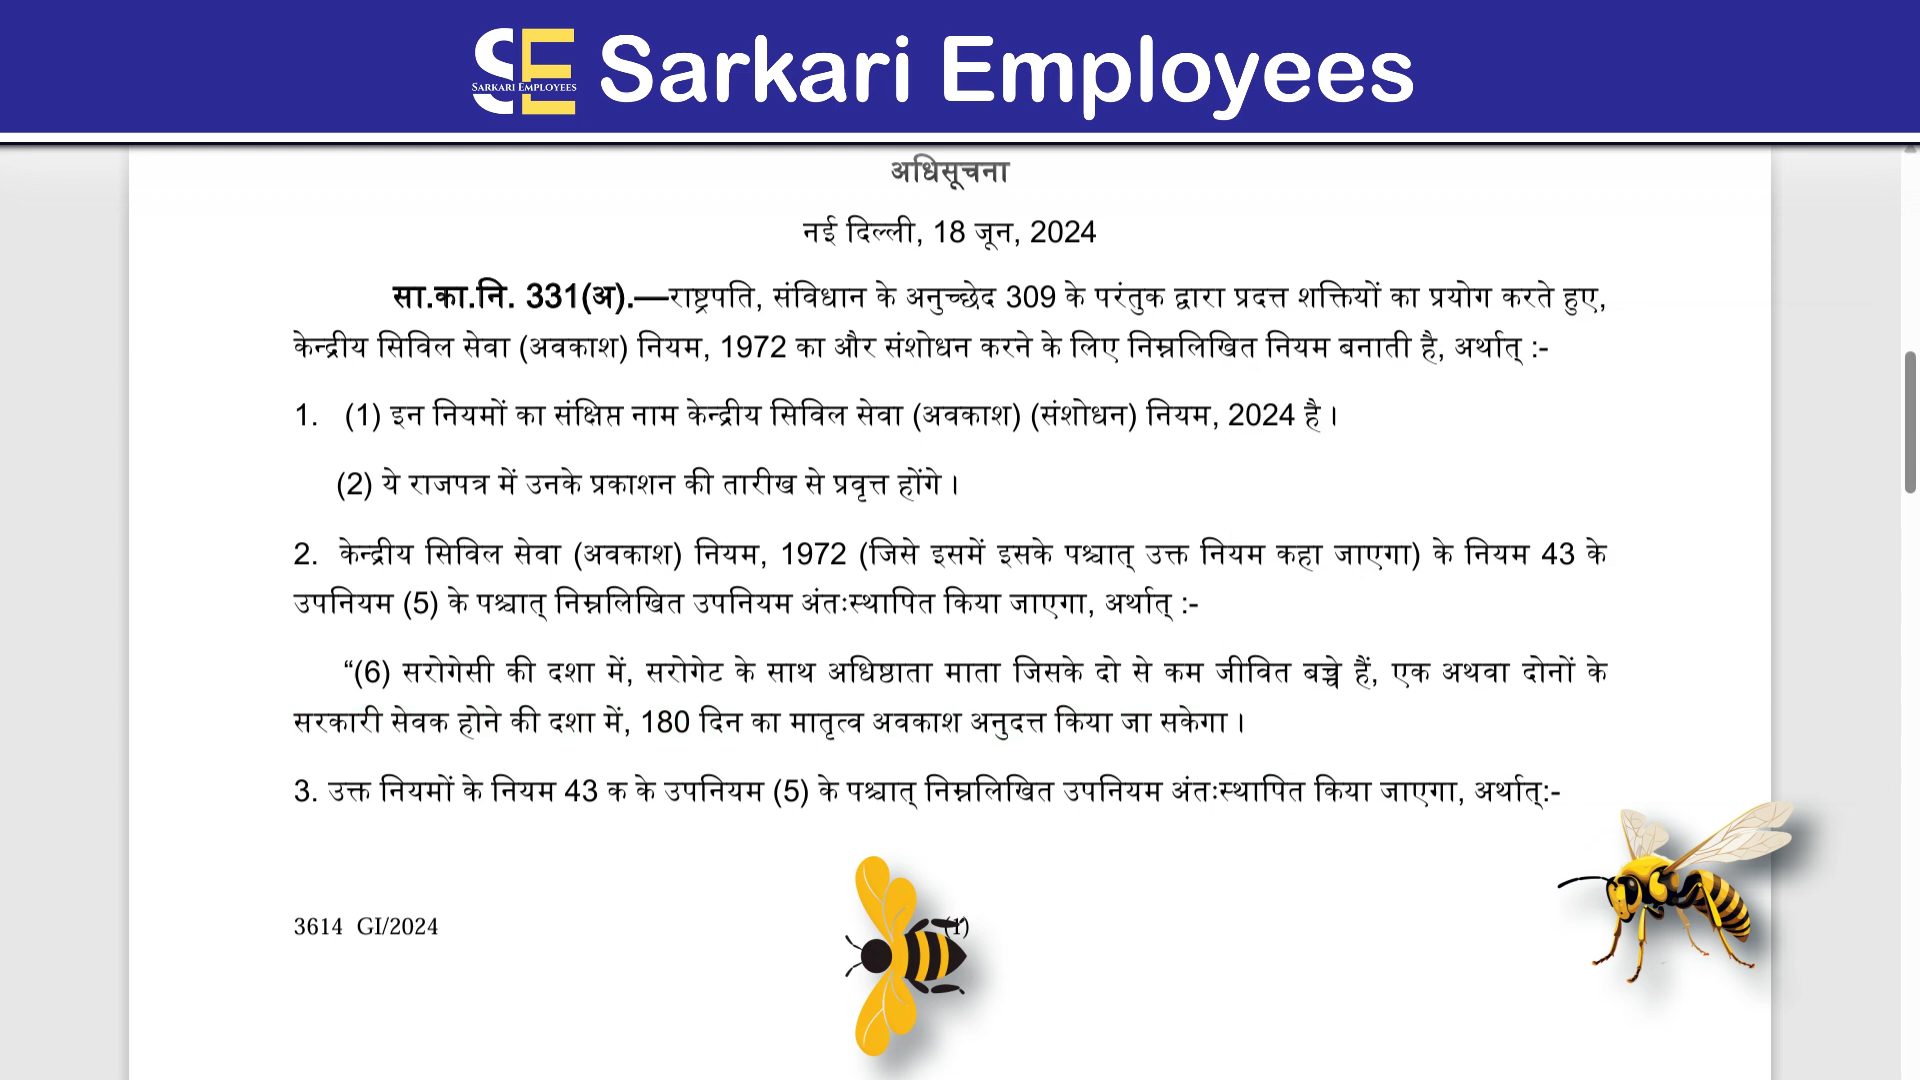 SE
SARKARI EMPLOYEES
Sarkari Employees
अधिसूचना
नई दिल्ली, 18 जून, 2024
सा.का.नि. 331(अ).—राष्ट्रपति, संविधान के अनुच्छेद 309 के परंतुक द्वारा प्रदत्त शक्तियों का प्रयोग करते हुए,
केन्द्रीय सिविल सेवा (अवकाश) नियम, 1972 का और संशोधन करने के लिए निम्नलिखित नियम बनाती है, अर्थात् :-
1. (1) इन नियमों का संक्षिप्त नाम केन्द्रीय सिविल सेवा (अवकाश) (संशोधन) नियम, 2024 है ।
(2) ये राजपत्र में उनके प्रकाशन की तारीख से प्रवृत्त होंगे ।
2. केन्द्रीय सिविल सेवा (अवकाश) नियम, 1972 (जिसे इसमें इसके पश्चात् उक्त नियम कहा जाएगा) के नियम 43 के
उपनियम (5) के पश्चात् निम्नलिखित उपनियम अंतःस्थापित किया जाएगा, अर्थात् :-
“(6) सरोगेसी की दशा में, सरोगेट के साथ अधिष्ठाता माता जिसके दो से कम जीवित बच्चे हैं, एक अथवा दोनों के
सरकारी सेवक होने की दशा में, 180 दिन का मातृत्व अवकाश अनुदत्त किया जा सकेगा ।
3. उक्त नियमों के नियम 43 क के उपनियम (5) के पश्चात् निम्नलिखित उपनियम अंतःस्थापित किया जाएगा, अर्थात्:-
3614 GI/2024
(1)